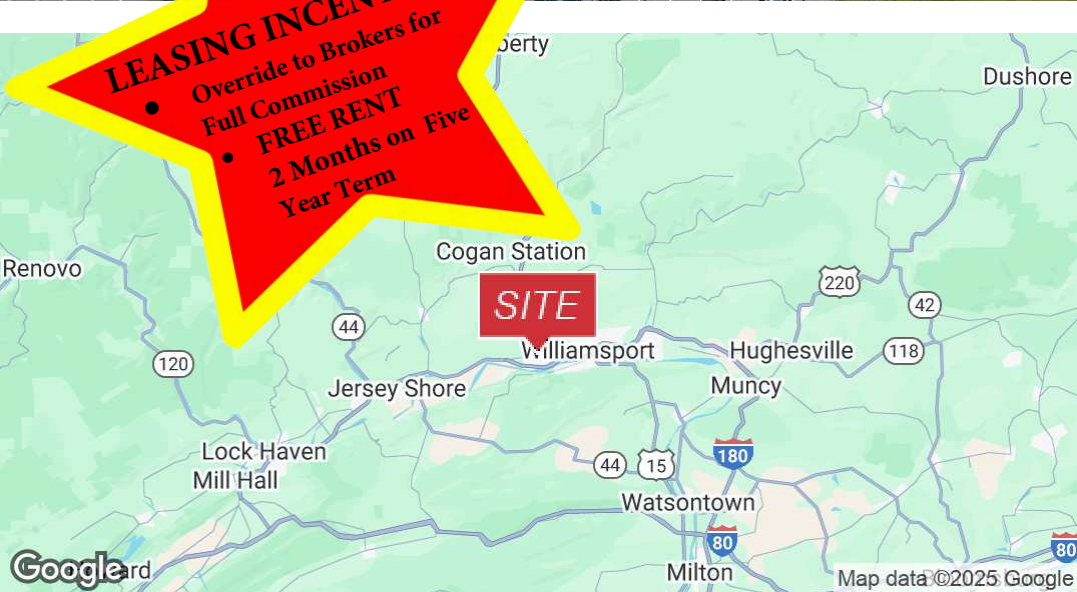 LEASING INCENT
• Override to Brokers for
Full Commission
• FREE RENT
2 Months on Five
Year Term
berty
Dushore
Cogan Station
Renovo
SITE
220
42
44
120
Williamsport
Hughesville
118
Jersey Shore
Muncy
Lock Haven
Mill Hall
44
15
180
Watsontown
80
80
Milton
Google
ard
Map data ©2025 Google